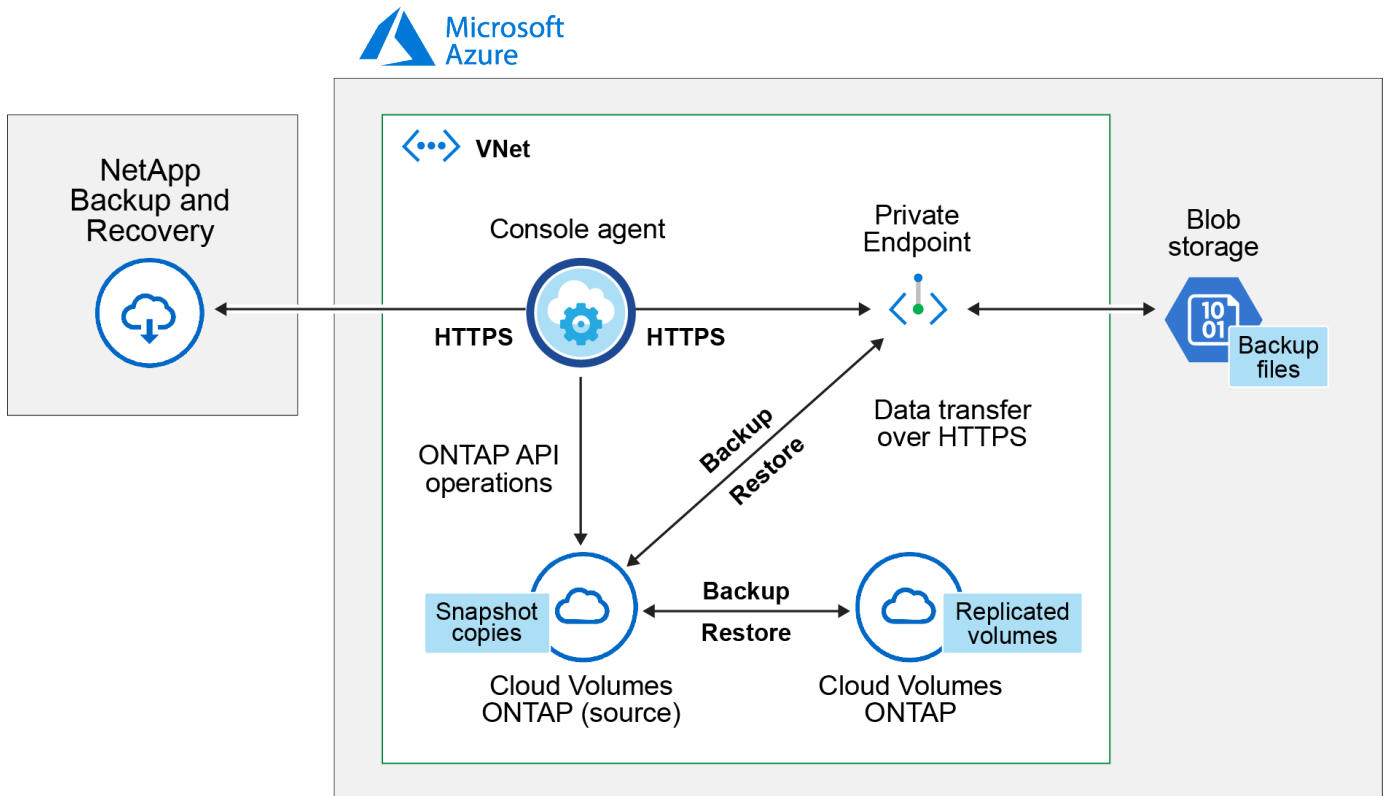 Microsoft
Azure
NetApp
Backup and
Recovery
VNet
Console agent
Private
Endpoint
Blob
storage
HTTPS
HTTPS
10
01
Backup
files
ONTAP API
operations
Backup
Restore
Data transfer
over HTTPS
Snapshot
copies
Backup
Restore
Replicated
volumes
Cloud Volumes
ONTAP (source)
Cloud Volumes
ONTAP